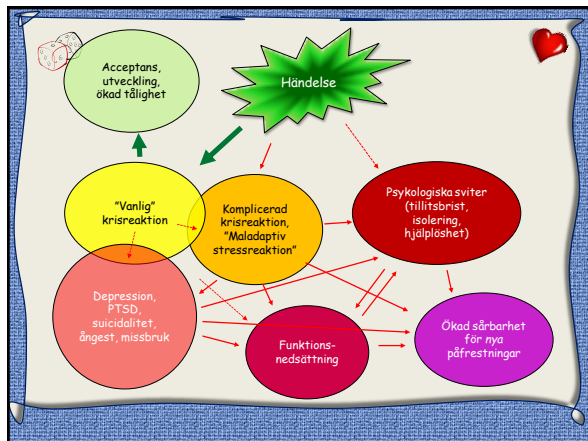 Acceptans,
utveckling,
ökad tålighet
Händelse
"Vanlig"
krisreaktion
Komplicerad
krisreaktion,
"Maladaptiv
stressreaktion"
Psykologiska sviter
(tillitsbrist,
isolering,
hjälplöshet)
Depression,
PTSD,
suicidalitet,
ångest, missbruk
Funktions-
nedsättning
Ökad sårbarhet
för nya
påfrestningar